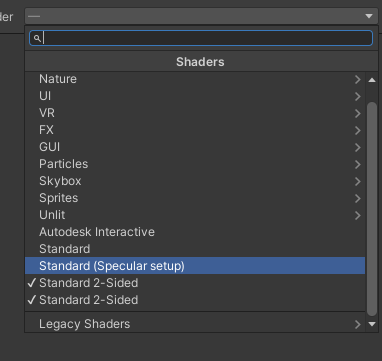 der
—
Shaders
Nature
UI
VR
FX
GUI
Particles
Skybox
Sprites
Unlit
Autodesk Interactive
Standard
Standard (Specular setup)
✓ Standard 2-Sided
✓ Standard 2-Sided
Legacy Shaders